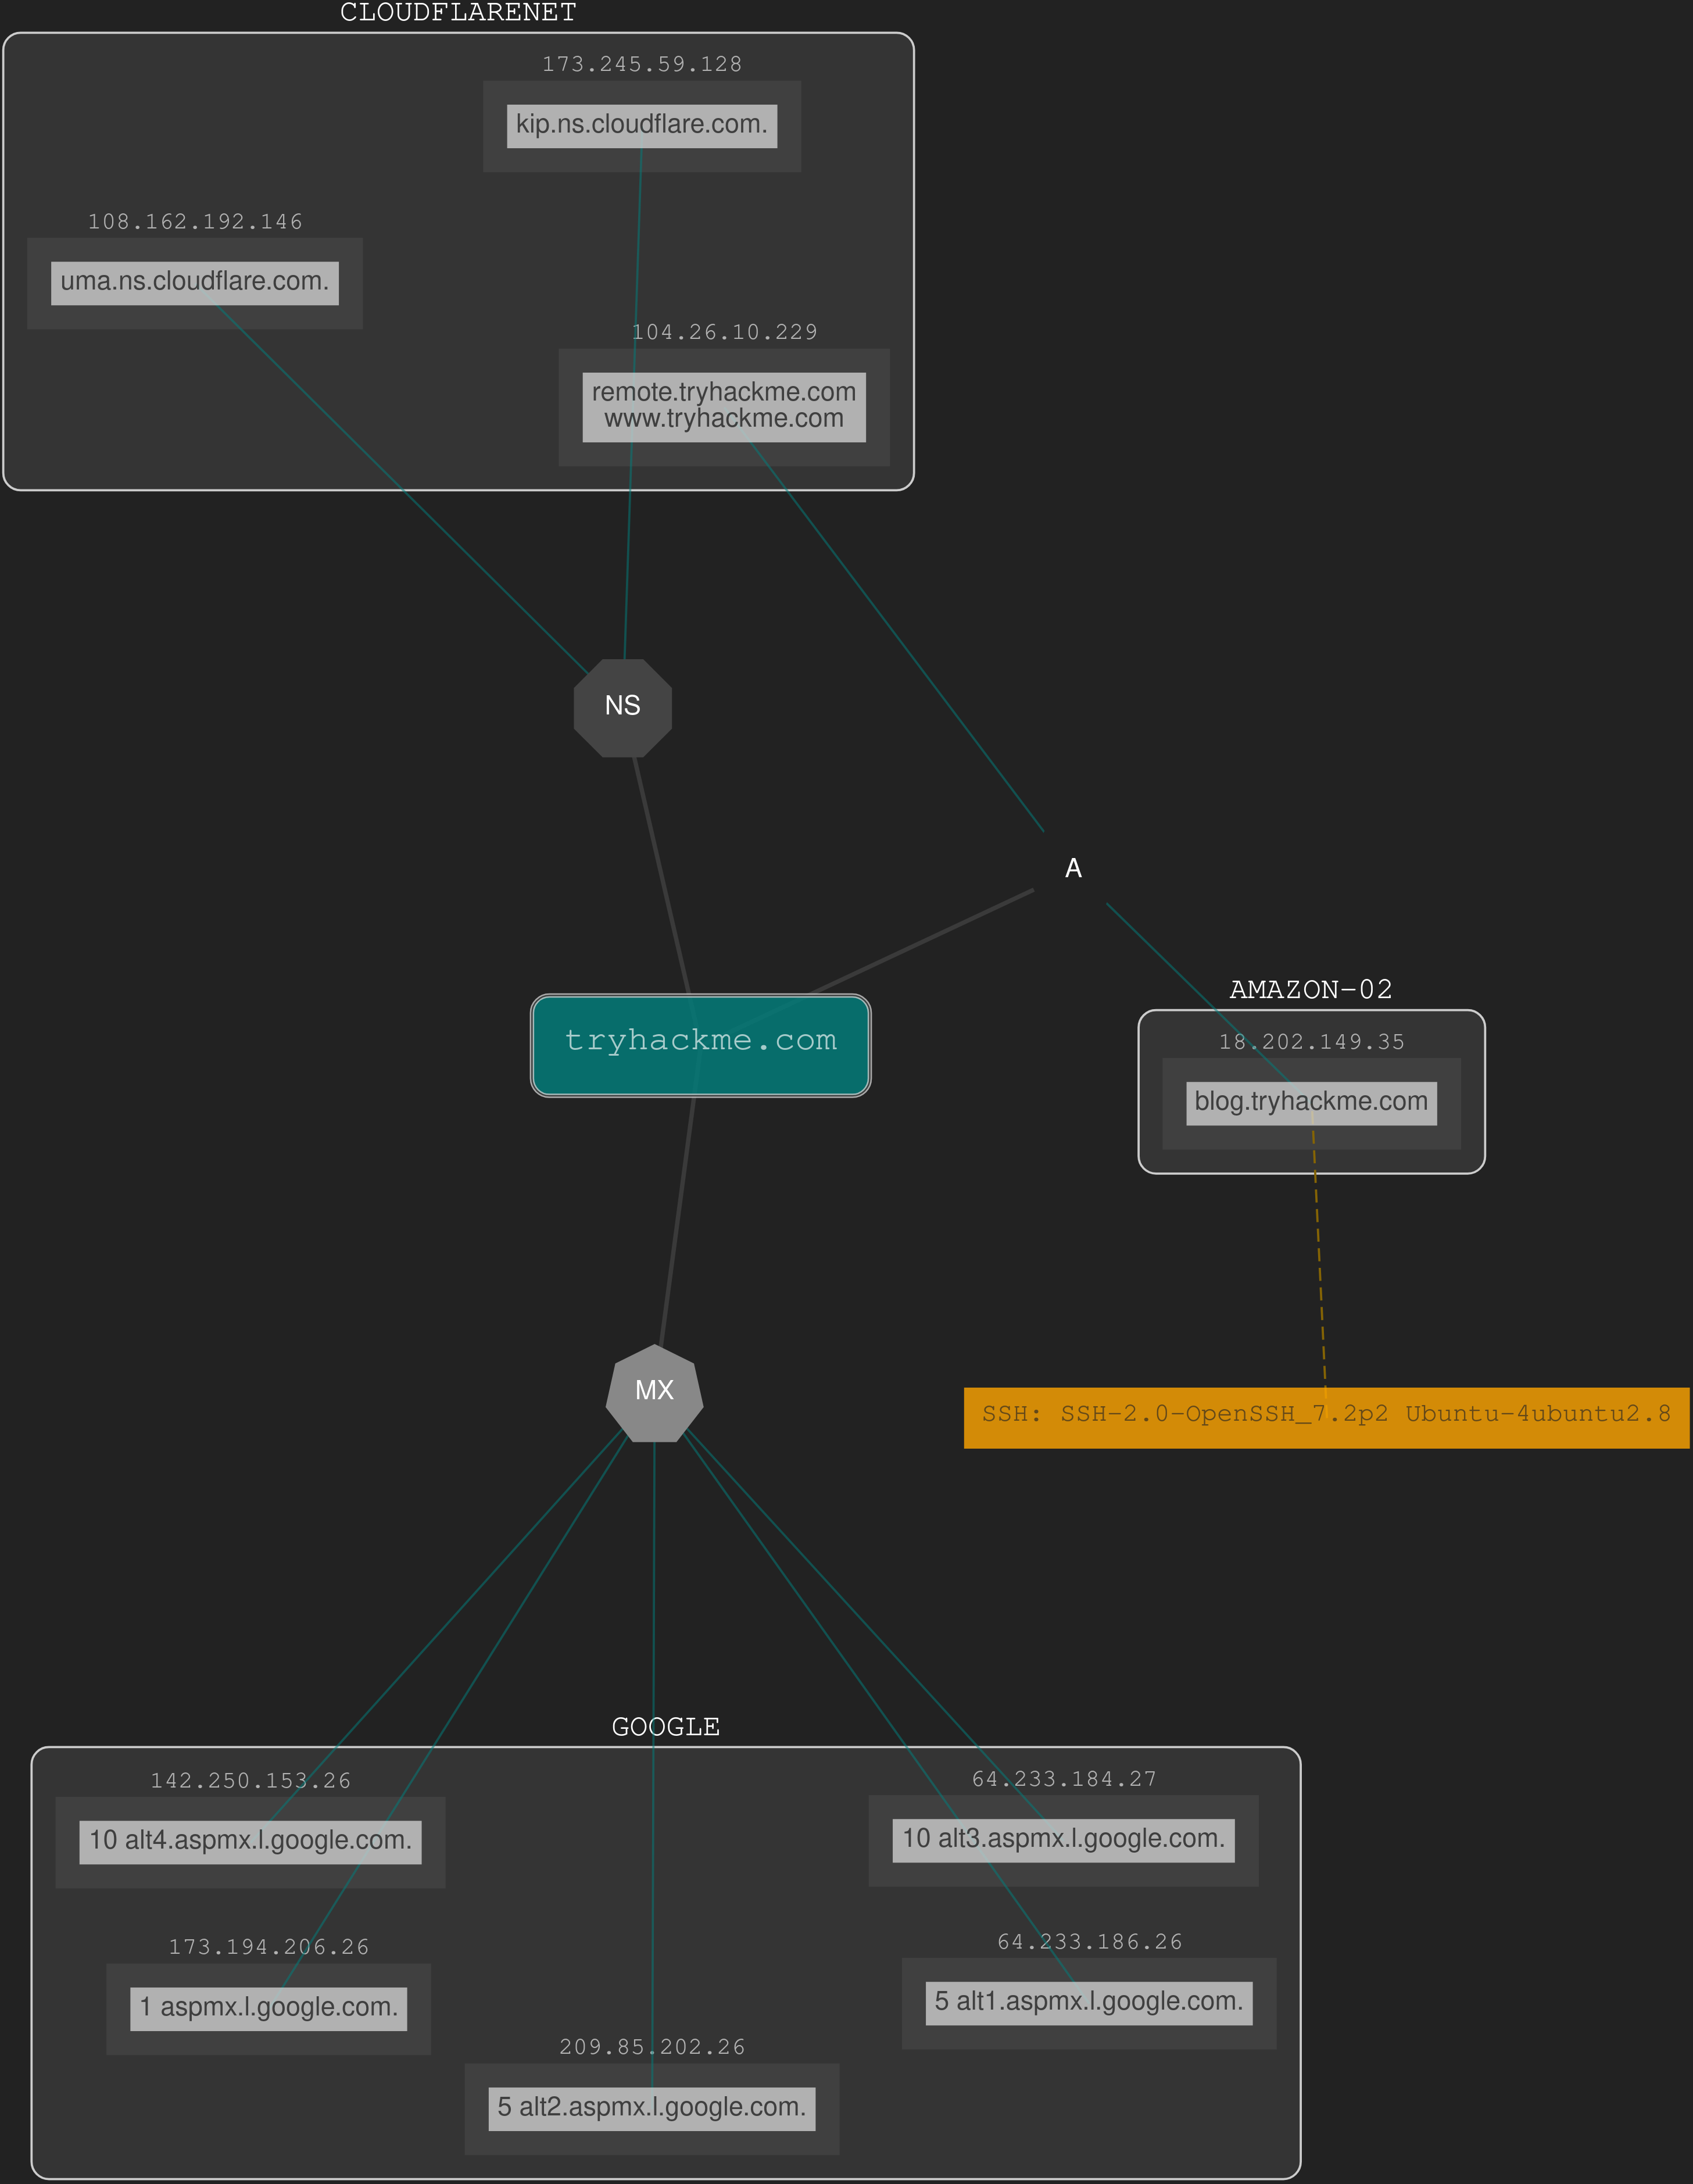 CLOUDFLARENET
173.245.59.128
kip.ns.cloudflare.com.
108.162.192.146
uma.ns.cloudflare.com.
104.26.10.229
remote.tryhackme.com
www.tryhackme.com
NS
A
AMAZON-02
tryhackme.com
18.202.149.35
blog.tryhackme.com
MX
SSH: SSH-2.0-OpenSSH_7.2p2 Ubuntu-4ubuntu2.8
GOOGLE
142.250.153.26
10 alt4.aspmx.l.google.com.
64.233.184.27
10 alt3.aspmx.l.google.com.
173.194.206.26
1 aspmx.l.google.com.
64.233.186.26
5 alt1.aspmx.l.google.com.
209.85.202.26
5 alt2.aspmx.l.google.com.